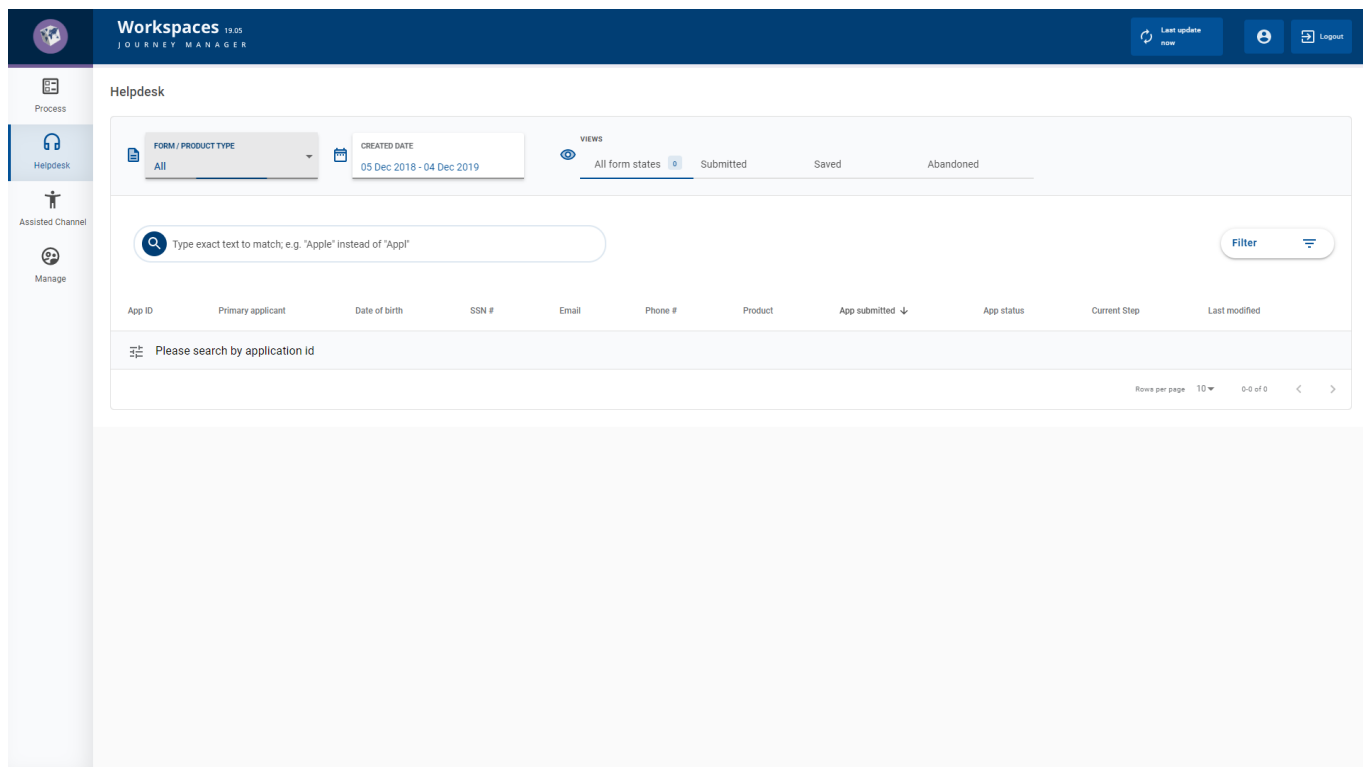 Workspaces 19.05
JOURNEY MANAGER
Last update
now
Logout
Process
Helpdesk
Assisted Channel
Manage
Helpdesk
FORM / PRODUCT TYPE
All
CREATED DATE
05 Dec 2018 - 04 Dec 2019
VIEWS
All form states 0 Submitted Saved Abandoned
Type exact text to match; e.g. "Apple" instead of "Appl"
Filter
App ID Primary applicant Date of birth SSN # Email Phone # Product App submitted App status Current Step Last modified
Please search by application id
Rows per page 10 0-0 of 0